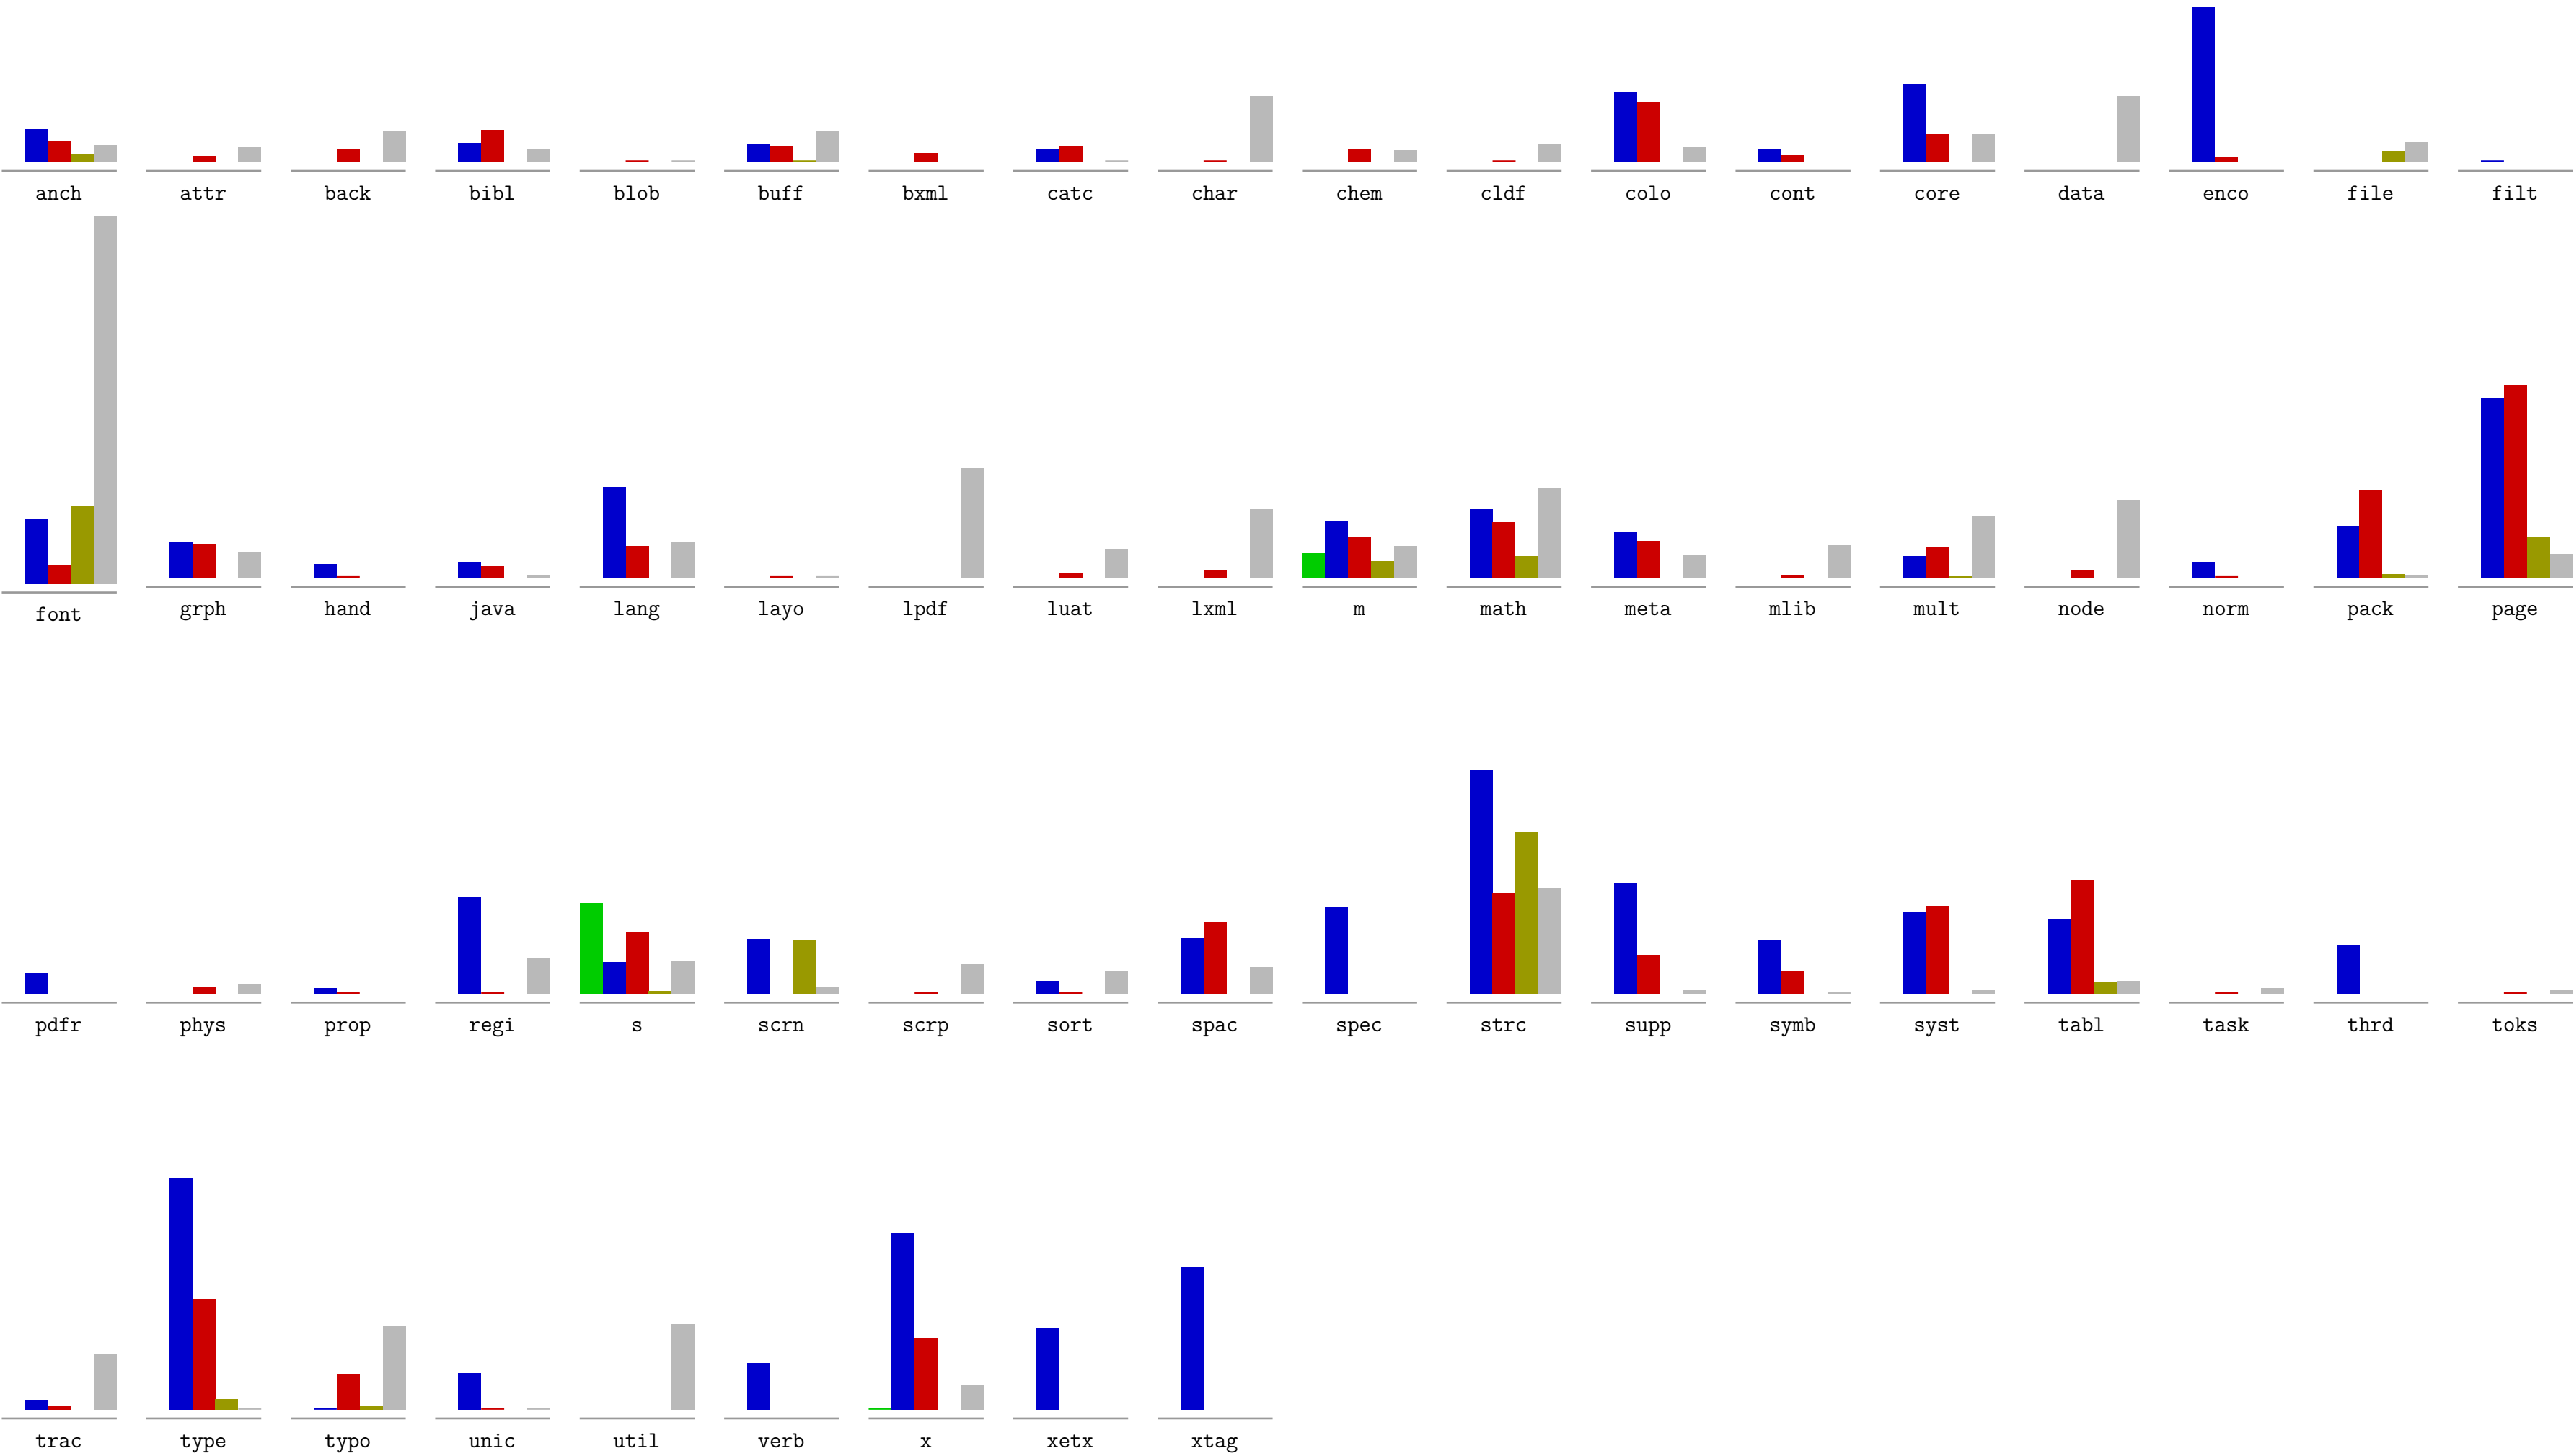 anch attr back bibl blob buff bxml catc char chem cldf colo cont core data enco file filt
font grph hand java lang layo lpdf luat lxml m math meta mlib mult node norm pack page
pdfr phys prop regi s scrn scrp sort spac spec strc supp symb syst tabl task thrd toks
trac type typo unic util verb x xetx xtag